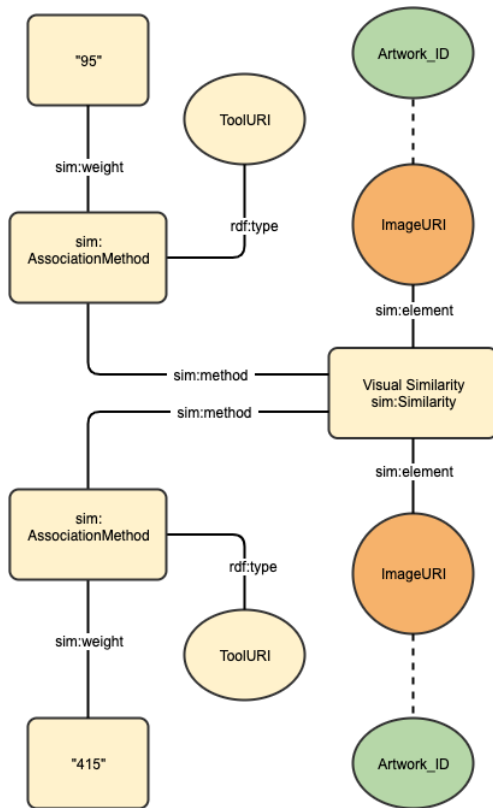 "95"
Artwork_ID
ToolURI
sim:weight
ImageURI
sim:
AssociationMethod
rdf:type
sim:element
sim:method
Visual Similarity
sim:Similarity
sim:method
sim:element
sim:
AssociationMethod
rdf:type
ImageURI
sim:weight
ToolURI
"415"
Artwork_ID